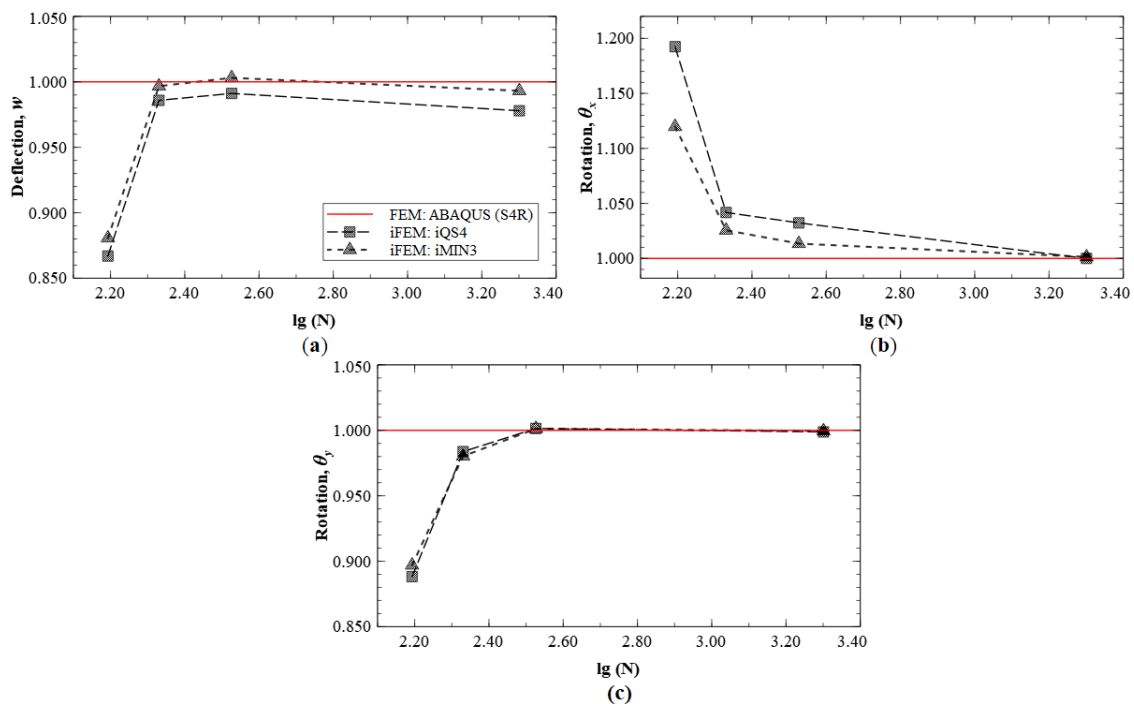 1.050
1.000
0.950
0.900
0.850
Deflection, w
FEM: ABAQUS (S4R)
iFEM: iQS4
iFEM: iMIN3
2.20 2.40 2.60 2.80 3.00 3.20 3.40
lg (N)
(a)
1.200
1.150
1.100
1.050
1.000
Rotation, θx
2.20 2.40 2.60 2.80 3.00 3.20 3.40
lg (N)
(b)
1.050
1.000
0.950
0.900
0.850
Rotation, θy
2.20 2.40 2.60 2.80 3.00 3.20 3.40
lg (N)
(c)